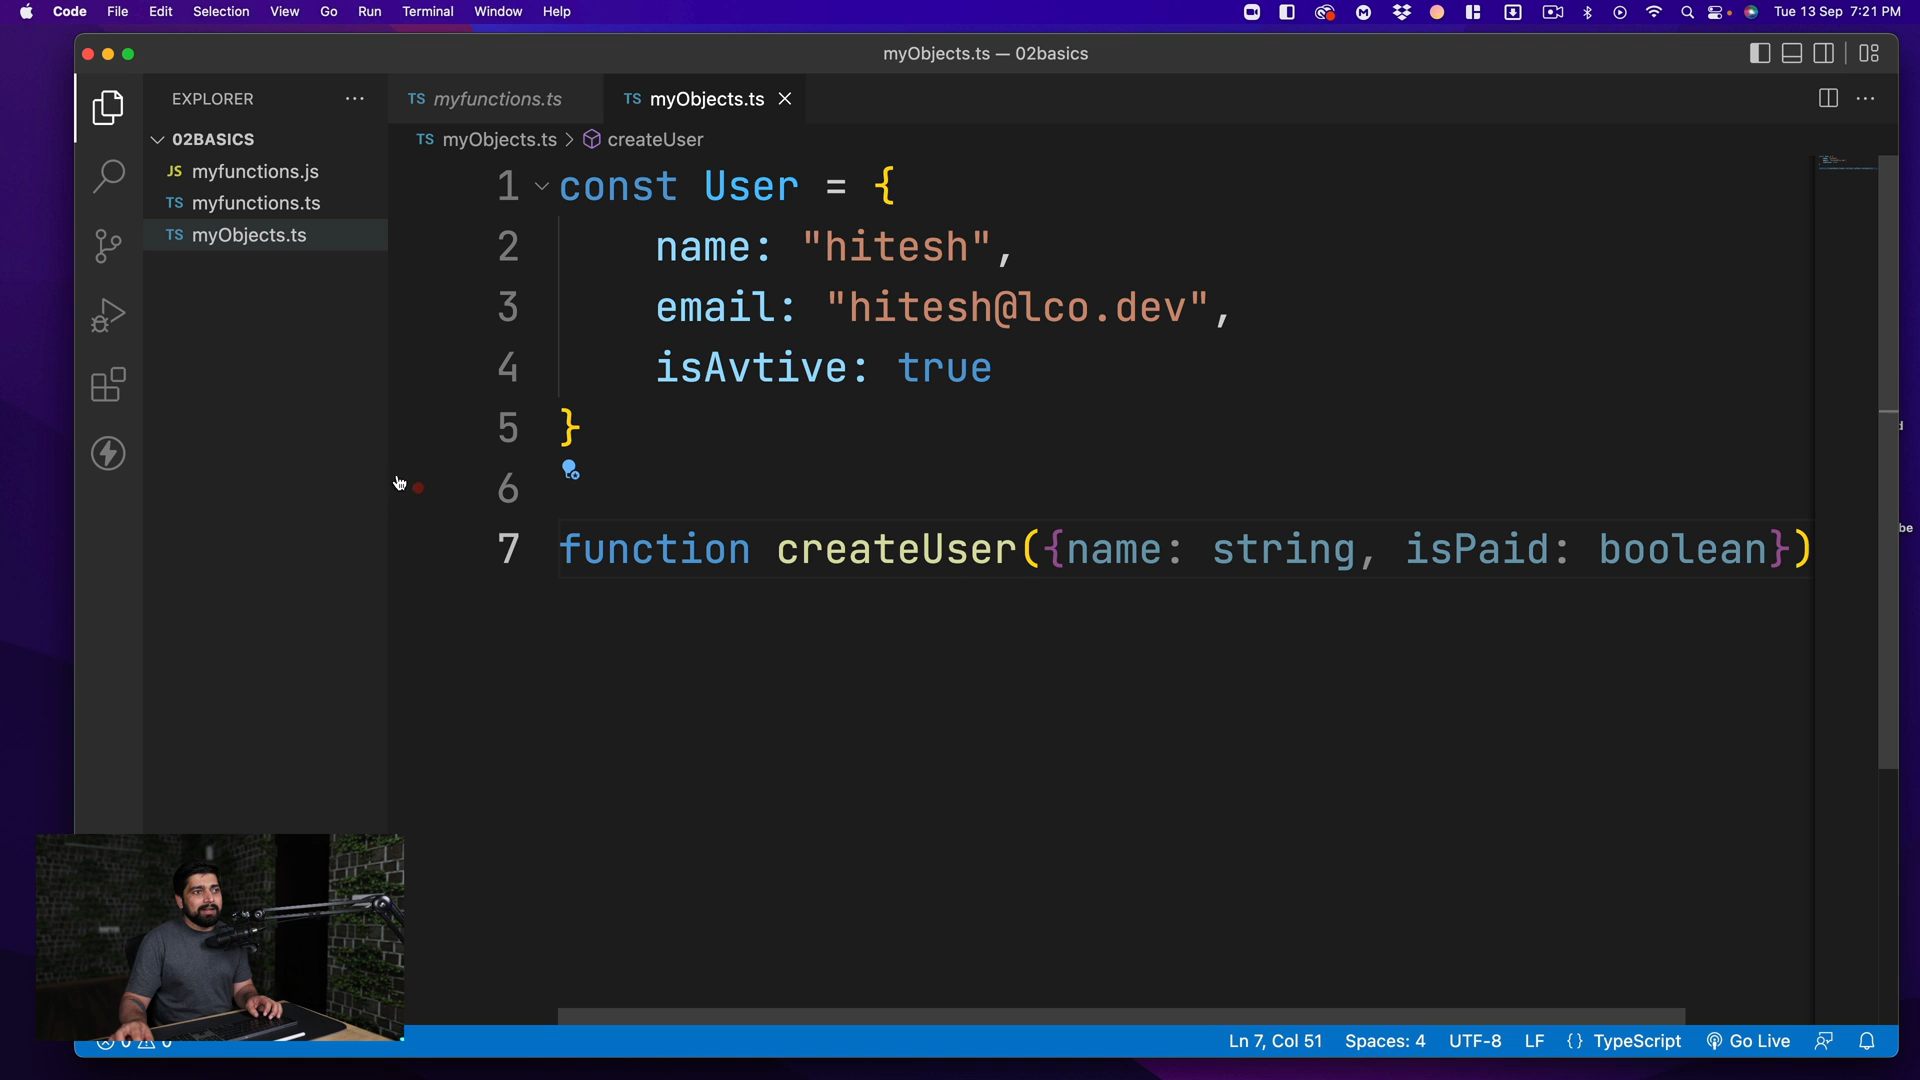 Code File Edit Selection View Go Run Terminal Window Help Tue 13 Sep 7:21 PM
myObjects.ts — 02basics
EXPLORER
TS myfunctions.ts
TS myObjects.ts
02BASICS
TS myObjects.ts > createUser
JS myfunctions.js
TS myfunctions.ts
TS myObjects.ts
1 const User = {
2 name: "hitesh",
3 email: "hitesh@lco.dev",
4 isAvtive: true
5 }
6
7 function createUser({name: string, isPaid: boolean})
Ln 7, Col 51 Spaces: 4 UTF-8 LF {} TypeScript Go Live